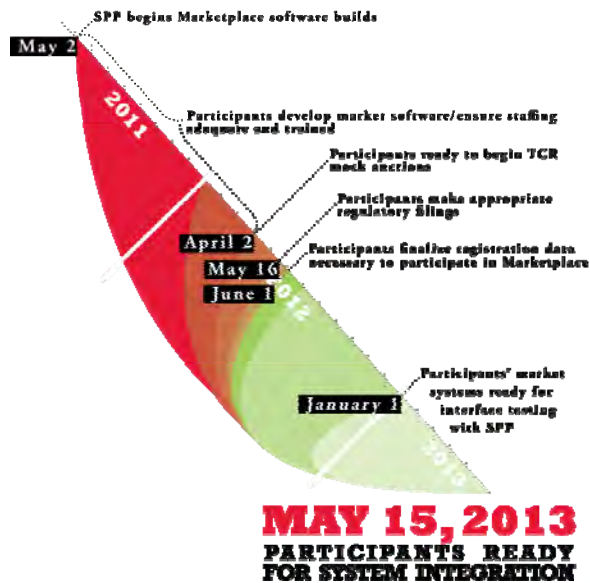 SPP begins Marketplace software builds
May 2
2011
Participants develop market software/ensure staffing
adequate and trained
Participants ready to begin TCR
mock auctions
Participants make appropriate
regulatory filings
April 2
Participants finalize registration data
necessary to participate in Marketplace
May 16
June 1
2012
Participants' market
systems ready for
interface testing
with SPP
January 1
2013
MAY 15, 2013
PARTICIPANTS READY
FOR SYSTEM INTEGRATION